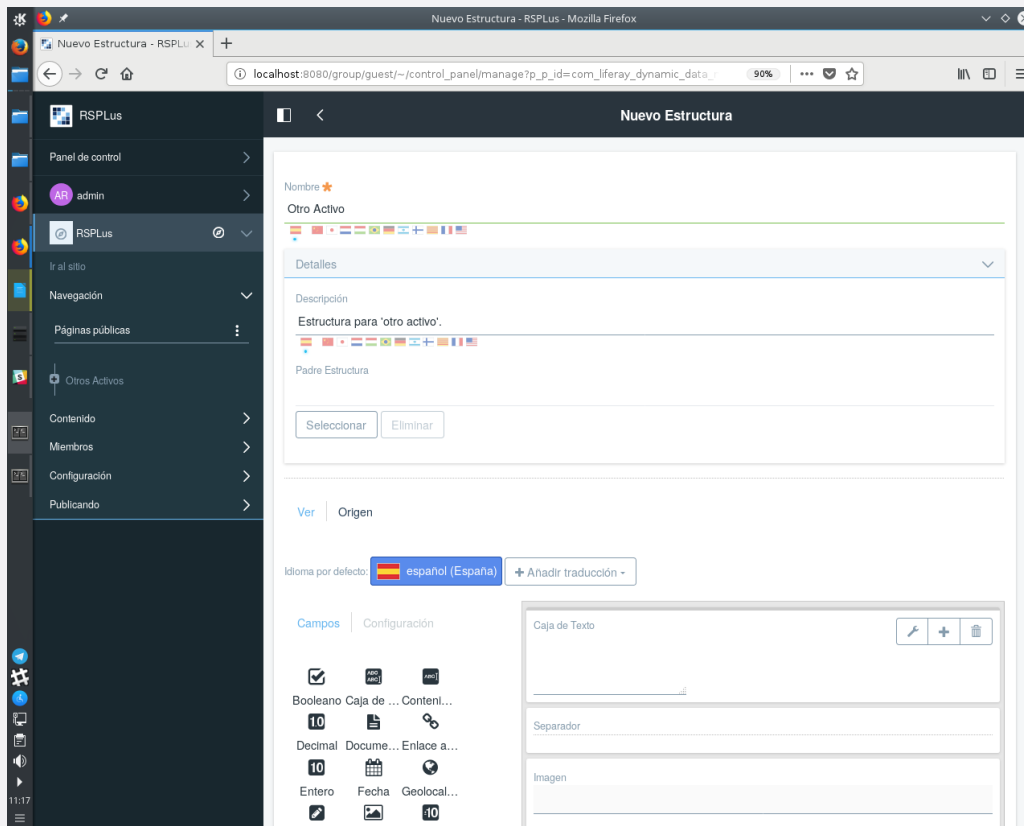 Nuevo Estructura - RSPLus - Mozilla Firefox
Nuevo Estructura - RSPLu
localhost:8080/group/guest/~/control_panel/manage?p_p_id=com_liferay_dynamic_data_
90%
RSPLus
Nuevo Estructura
Panel de control
AR admin
RSPLus
Ir al sitio
Navegación
Páginas públicas
Otros Activos
Contenido
Miembros
Configuración
Publicando
Nombre
Otro Activo
Detalles
Descripción
Estructura para 'otro activo'.
Padre Estructura
Seleccionar Eliminar
Ver Origen
Idioma por defecto: español (España) + Añadir traducción
Campos Configuración
Booleano Caja de ... Conteni...
1.0
Decimal Docume... Enlace a...
10
Entero Fecha Geolocal...
Caja de Texto
Separador
Imagen
11:17